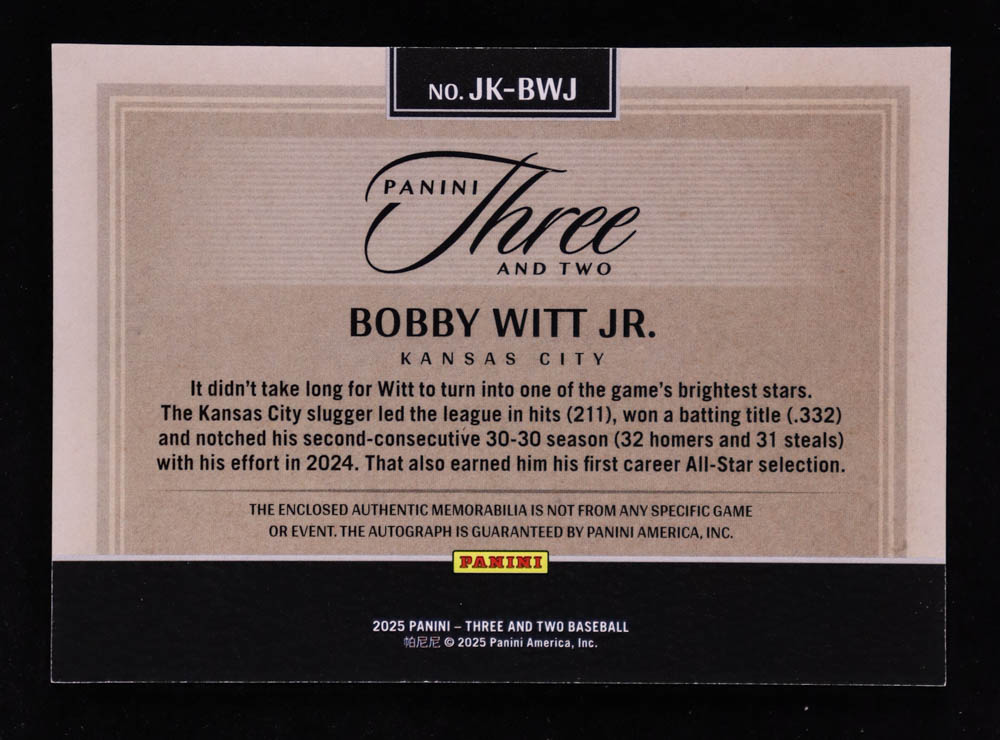 NO. JK-BWJ
PANINI
Three
AND TWO
BOBBY WITT JR.
KANSAS CITY
It didn't take long for Witt to turn into one of the game's brightest stars.
The Kansas City slugger led the league in hits (211), won a batting title (.332)
and notched his second-consecutive 30-30 season (32 homers and 31 steals)
with his effort in 2024. That also earned him his first career All-Star selection.
THE ENCLOSED AUTHENTIC MEMORABILIA IS NOT FROM ANY SPECIFIC GAME
OR EVENT. THE AUTOGRAPH IS GUARANTEED BY PANINI AMERICA, INC.
PANINI
2025 PANINI – THREE AND TWO BASEBALL
帕尼尼 © 2025 Panini America, Inc.